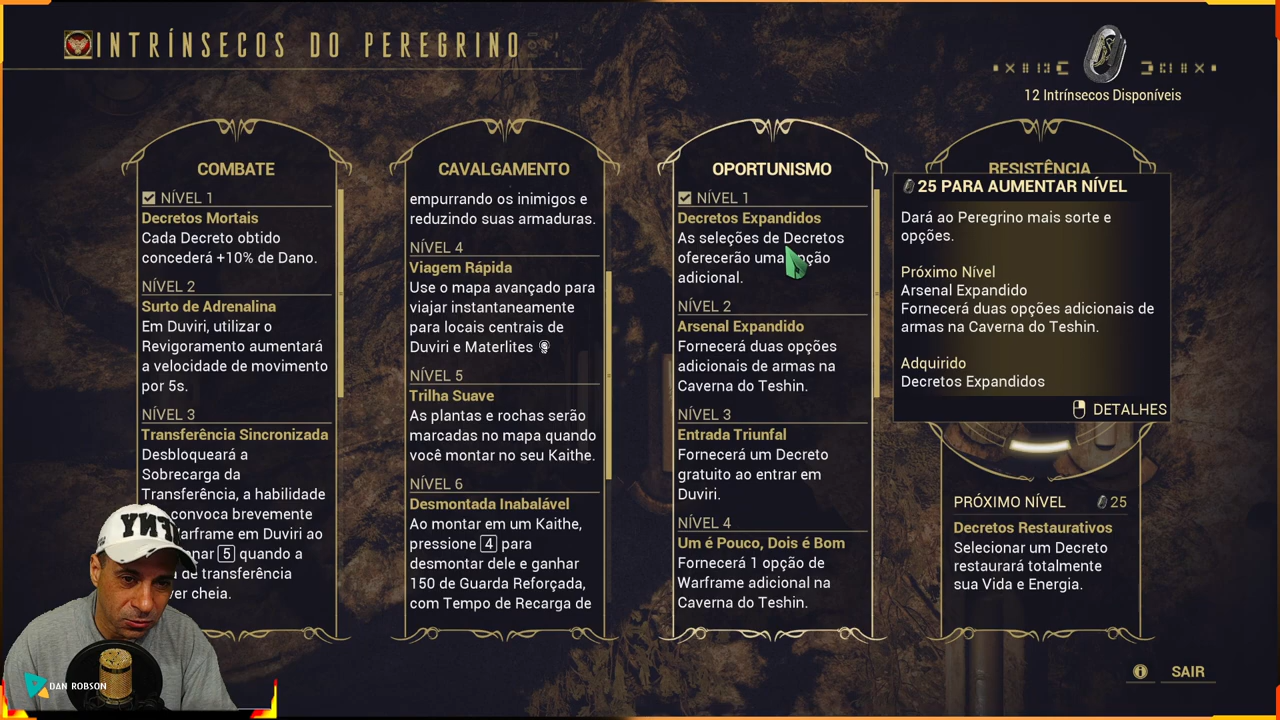 INTRÍNSECOS DO PEREGRINO
12 Intrínsecos Disponíveis
COMBATE
NÍVEL 1
Decretos Mortais
Cada Decreto obtido
concederá +10% de Dano.
NÍVEL 2
Surto de Adrenalina
Em Duviri, utilizar o
Revigoramento aumentará
a velocidade de movimento
por 5s.
NÍVEL 3
Transferência Sincronizada
Desbloqueará a
Sobrecarga da
Transferência, a habilidade
convoca brevemente
arframe em Duviri ao
onar 5 quando a
de transferência
ver cheia.
CAVALGAMENTO
empurrando os inimigos e
reduzindo suas armaduras.
NÍVEL 4
Viagem Rápida
Use o mapa avançado para
viajar instantaneamente
para locais centrais de
Duviri e Materlites
NÍVEL 5
Trilha Suave
As plantas e rochas serão
marcadas no mapa quando
você montar no seu Kaithe.
NÍVEL 6
Desmontada Inabalável
Ao montar em um Kaithe,
pressione 4 para
desmontar dele e ganhar
150 de Guarda Reforçada,
com Tempo de Recarga de
OPORTUNISMO
NÍVEL 1
Decretos Expandidos
As seleções de Decretos
oferecerão uma opção
adicional.
NÍVEL 2
Arsenal Expandido
Fornecerá duas opções
adicionais de armas na
Caverna do Teshin.
NÍVEL 3
Entrada Triunfal
Fornecerá um Decreto
gratuito ao entrar em
Duviri.
NÍVEL 4
Um é Pouco, Dois é Bom
Fornecerá 1 opção de
Warframe adicional na
Caverna do Teshin.
RESISTÊNCIA
25 PARA AUMENTAR NÍVEL
Dará ao Peregrino mais sorte e
opções.
Próximo Nível
Arsenal Expandido
Fornecerá duas opções adicionais de
armas na Caverna do Teshin.
Adquirido
Decretos Expandidos
DETALHES
PRÓXIMO NÍVEL 25
Decretos Restaurativos
Selecionar um Decreto
restaurará totalmente
sua Vida e Energia.
SAIR
DAN ROBSON